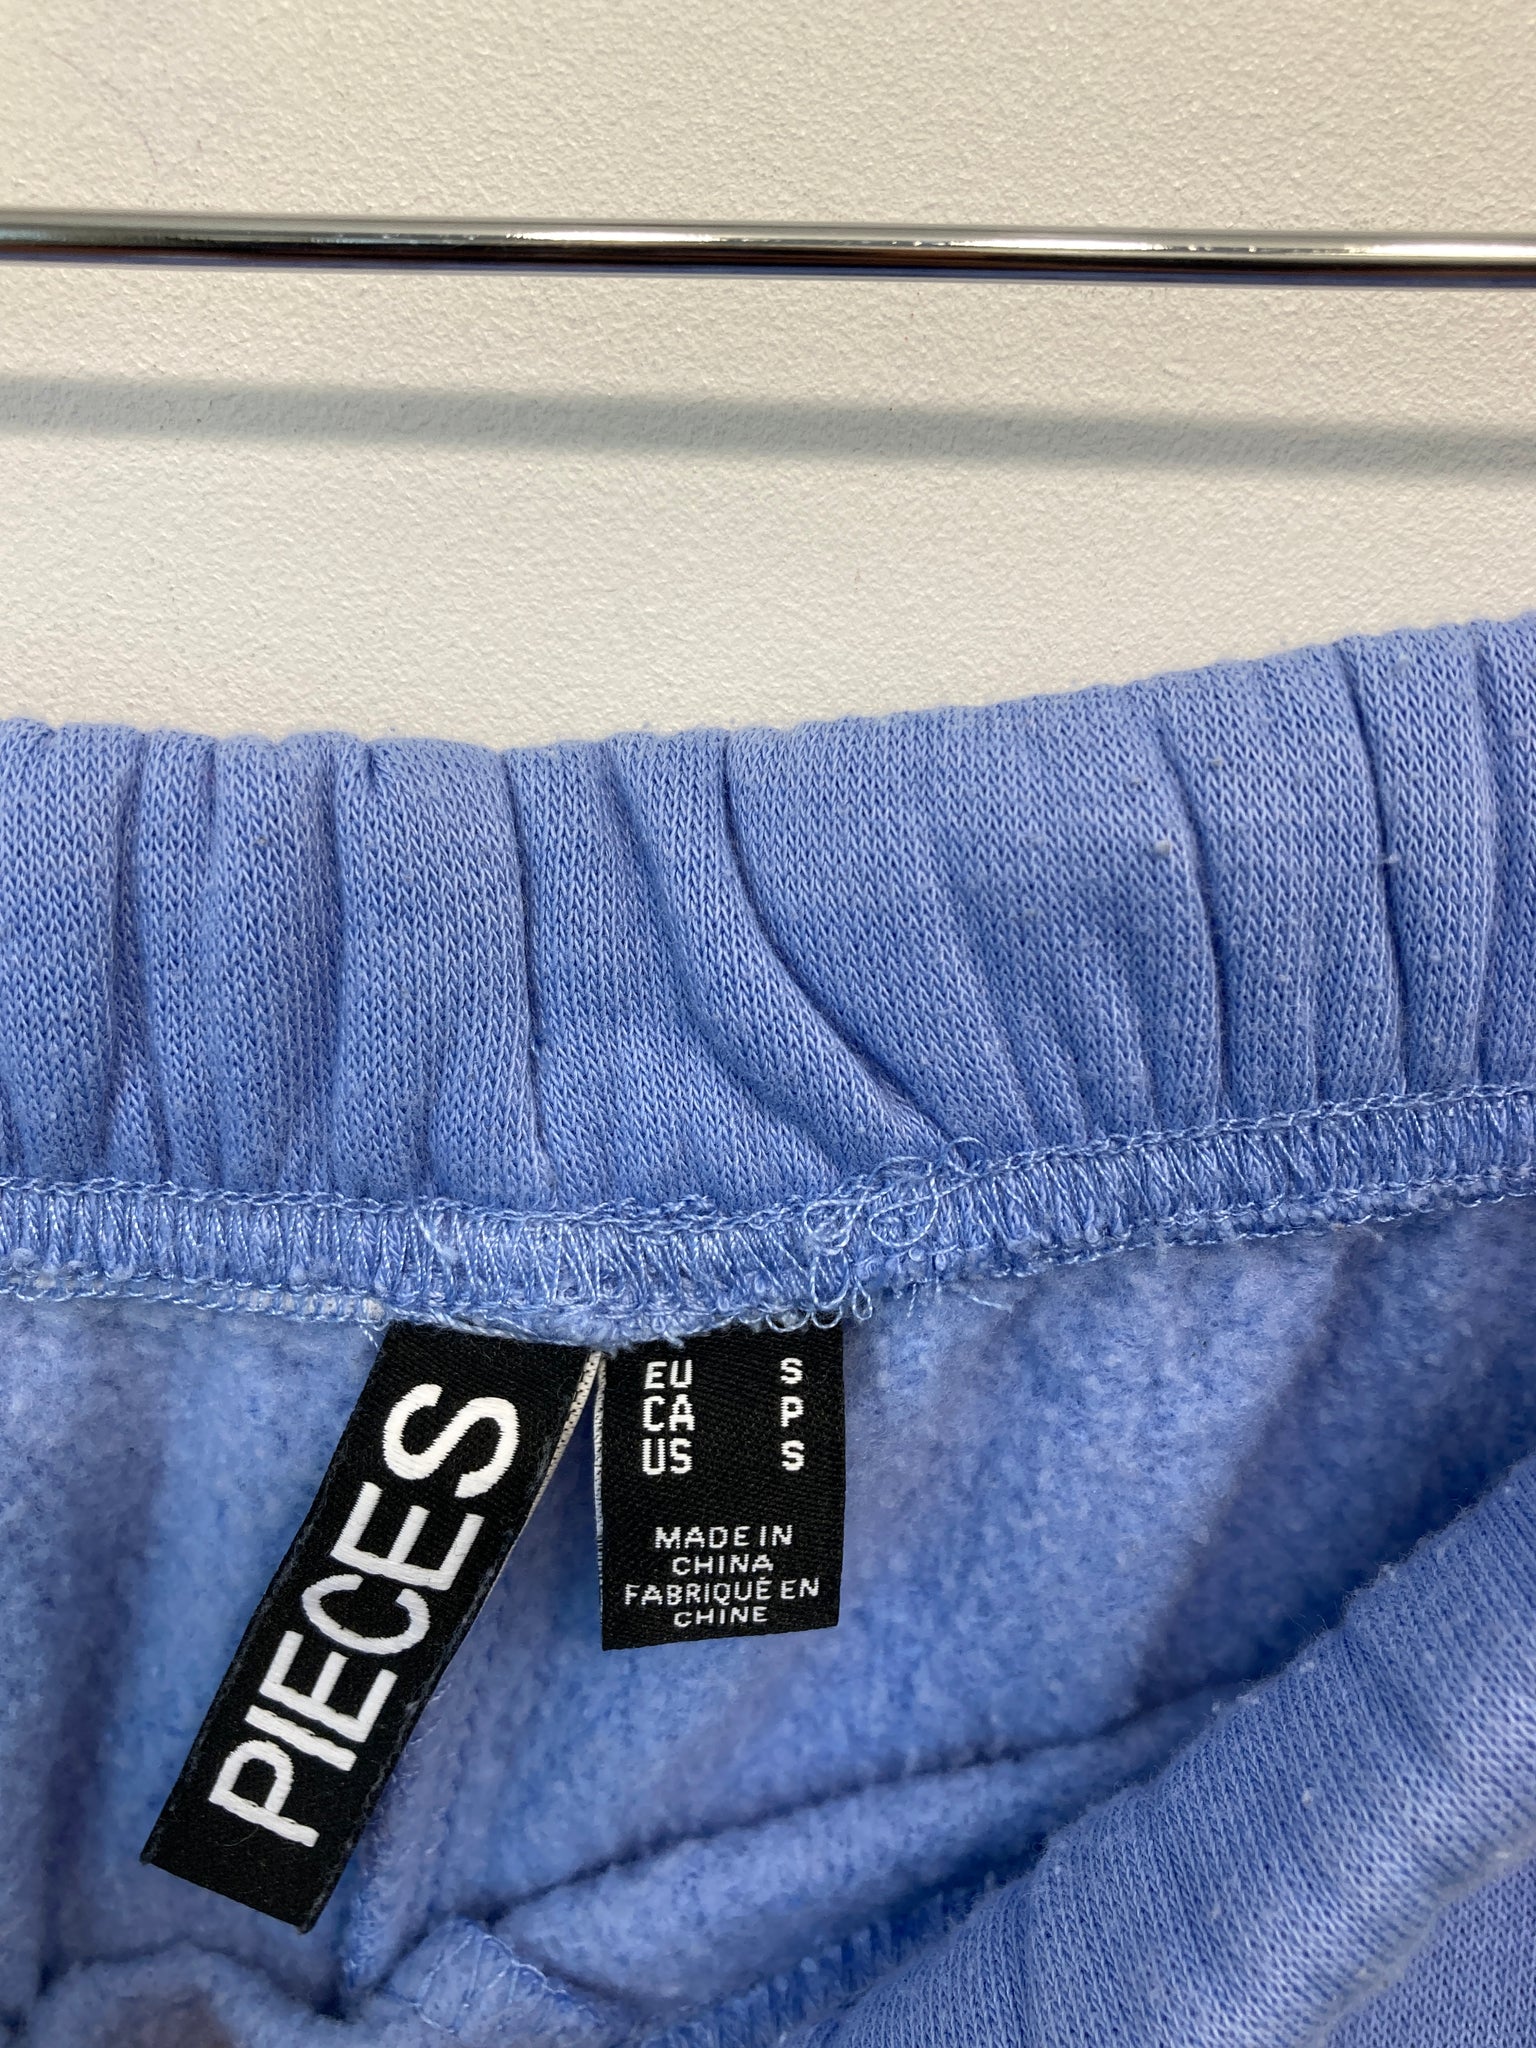 PIECES
EU S
CA P
US S
MADE IN
CHINA
FABRIQUÉ EN
CHINE